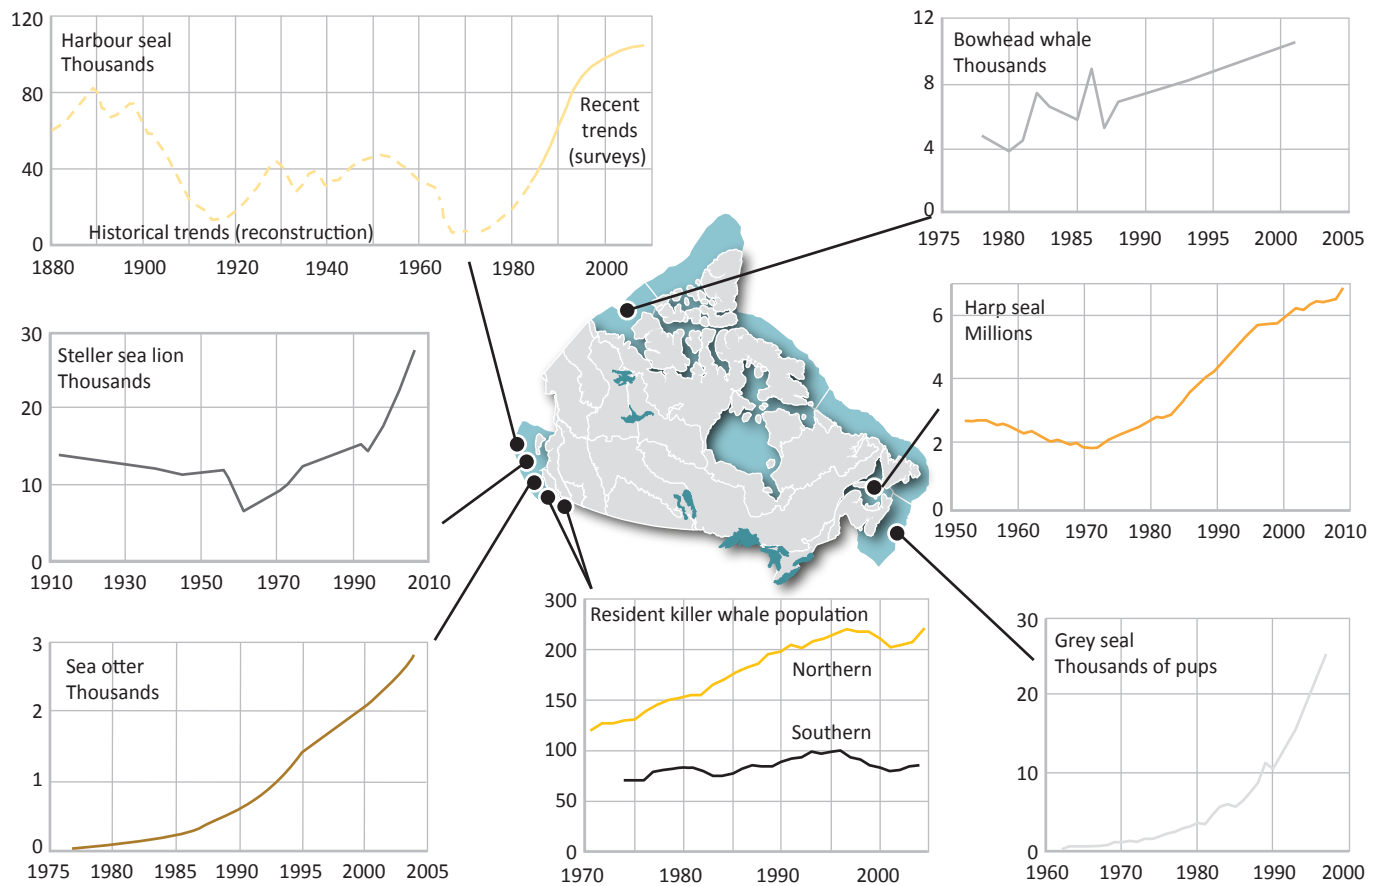 120
80
40
0
Harbour seal
Thousands
Recent
trends
(surveys)
Historical trends (reconstruction)
1880 1900 1920 1940 1960 1980 2000
12
8
4
0
Bowhead whale
Thousands
1975 1980 1985 1990 1995 2000 2005
30
20
10
0
Steller sea lion
Thousands
1910 1930 1950 1970 1990 2010
6
4
2
0
Harp seal
Millions
1950 1960 1970 1980 1990 2000 2010
3
2
1
0
Sea otter
Thousands
1975 1980 1985 1990 1995 2000 2005
300
200
150
100
50
0
Resident killer whale population
Northern
Southern
1970 1980 1990 2000
30
20
10
0
Grey seal
Thousands of pups
1960 1970 1980 1990 2000